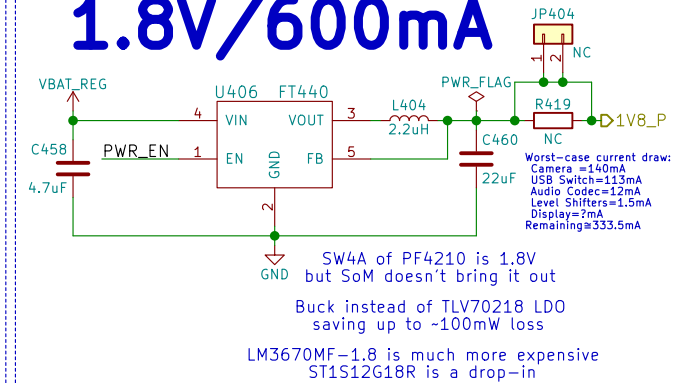 1.8V/600mA
JP404
1
2
NC
VBAT_REG
U406
FT440
PWR_FLAG
4
VIN
VOUT
3
L404
2.2uH
R419
NC
1V8_P
C458
4.7uF
PWR_EN
1
EN
GND
FB
5
C460
22uF
2
GND
Worst-case current draw:
Camera =140mA
USB Switch=113mA
Audio Codec=12mA
Level Shifters=1.5mA
Display=?mA
Remaining≅333.5mA
SW4A of PF4210 is 1.8V
but SoM doesn't bring it out
Buck instead of TLV70218 LDO
saving up to ~100mW loss
LM3670MF-1.8 is much more expensive
ST1S12G18R is a drop-in